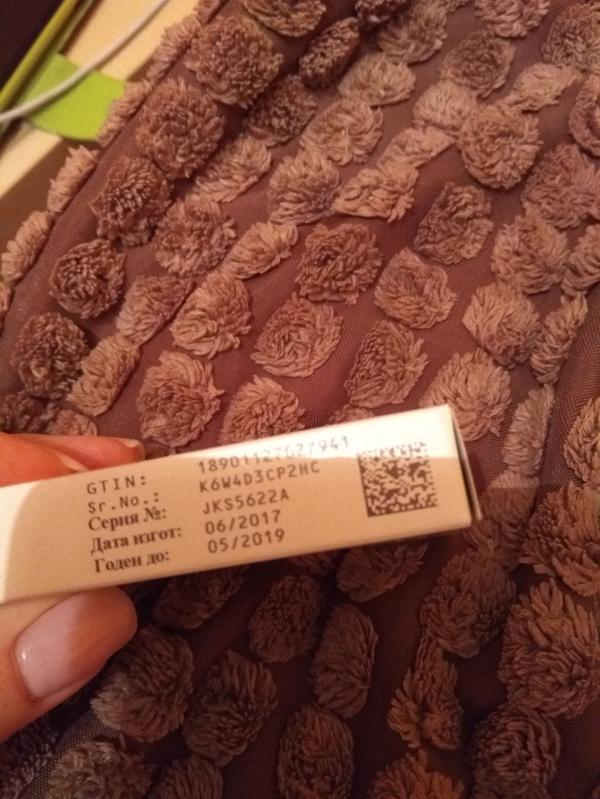 GTIN: 18901127027941
Sr.No.: K6W4D3CP2HC
Серия №: JKS5622A
Дата изгот: 06/2017
Годен до: 05/2019